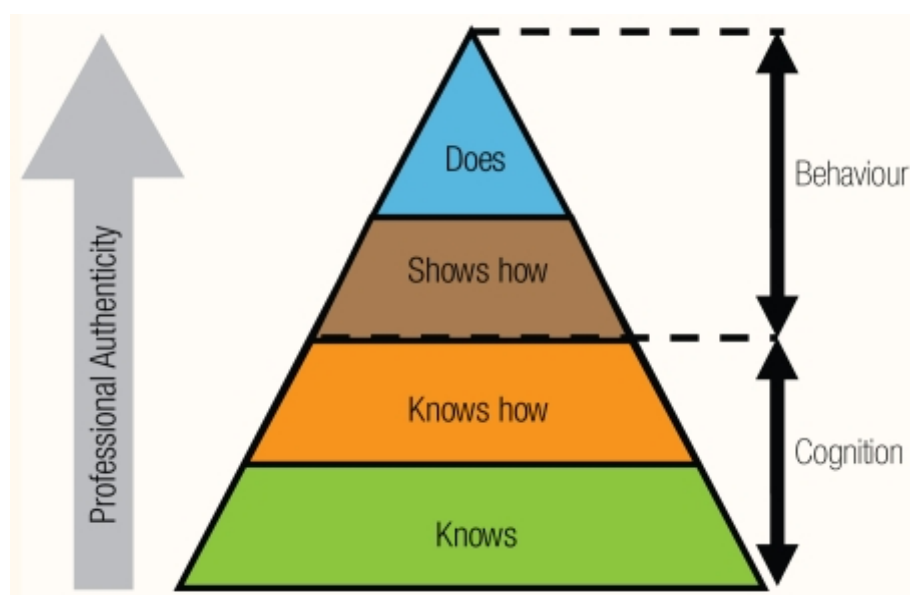 Professional Authenticity
Does
Shows how
Knows how
Knows
Behaviour
Cognition